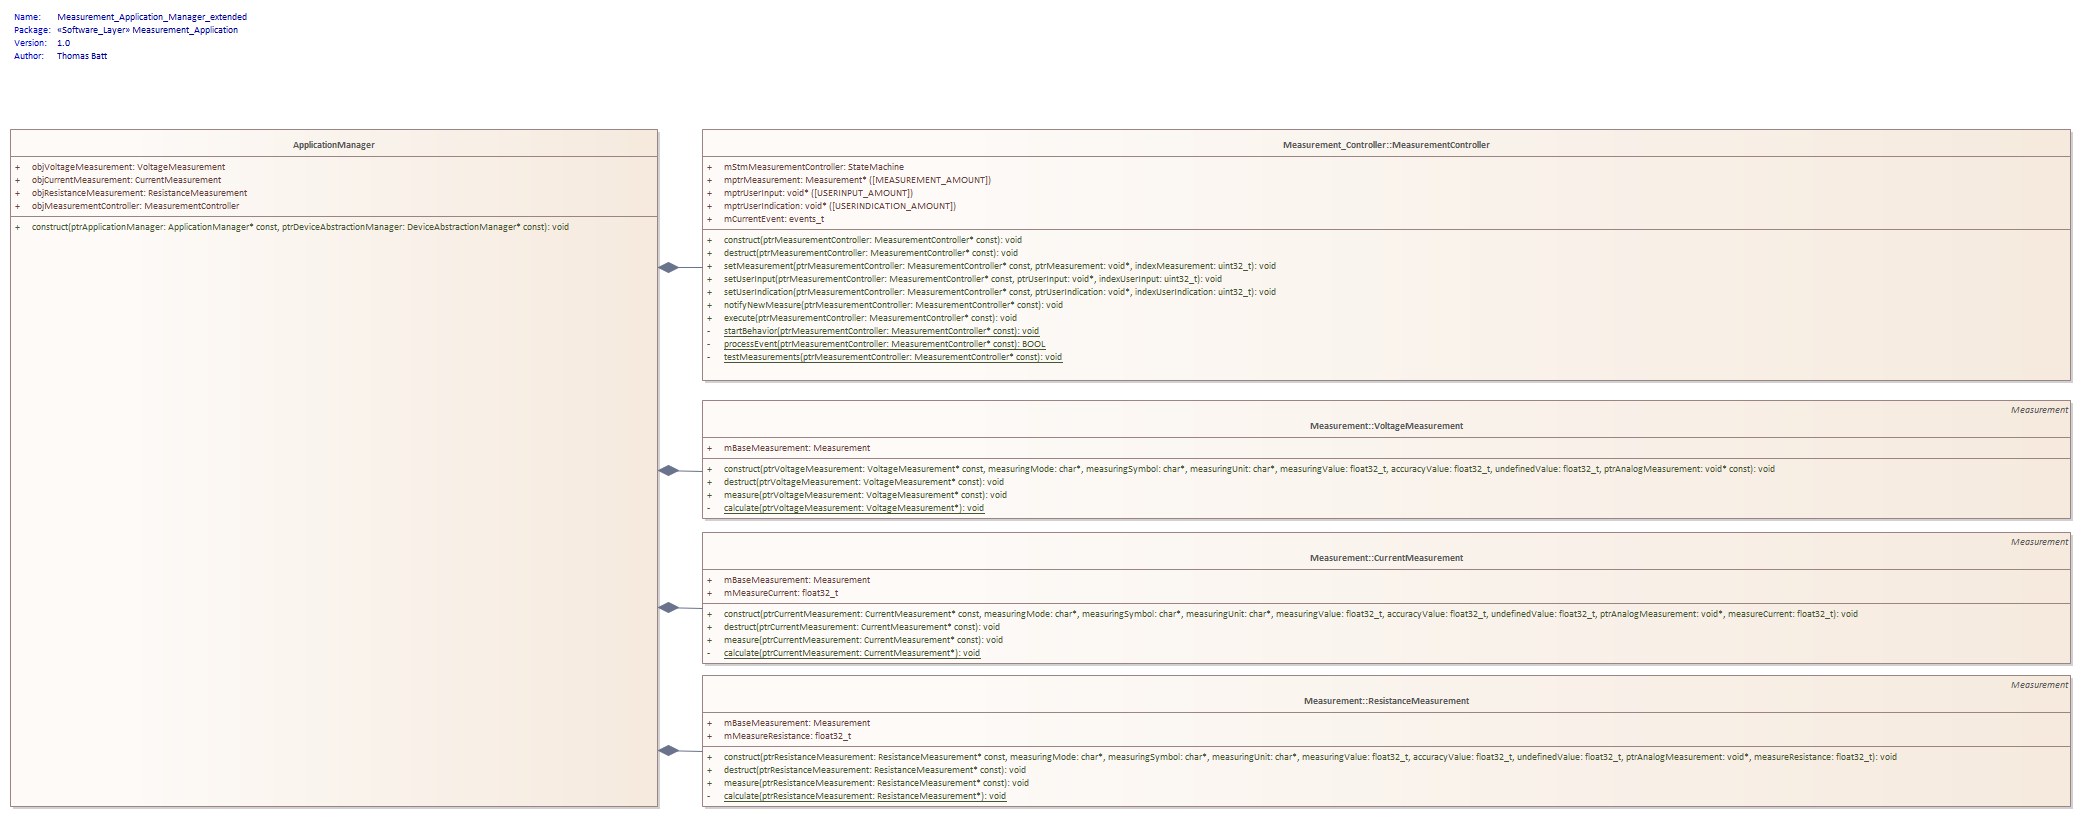 Name: Measurement_Application_Manager_extended
Package: «Software_Layer» Measurement_Application
Version: 1.0
Author: Thomas Batt
ApplicationManager
+ objVoltageMeasurement: VoltageMeasurement
+ objCurrentMeasurement: CurrentMeasurement
+ objResistanceMeasurement: ResistanceMeasurement
+ objMeasurementController: MeasurementController
+ construct(ptrApplicationManager: ApplicationManager* const, ptrDeviceAbstractionManager: DeviceAbstractionManager* const): void
Measurement_Controller::MeasurementController
+ mStmMeasurementController: StateMachine
+ mptrMeasurement: Measurement* ([MEASUREMENT_AMOUNT])
+ mptrUserInput: void* ([USERINPUT_AMOUNT])
+ mptrUserIndication: void* ([USERINDICATION_AMOUNT])
+ mCurrentEvent: events_t
+ construct(ptrMeasurementController: MeasurementController* const): void
+ destruct(ptrMeasurementController: MeasurementController* const): void
+ setMeasurement(ptrMeasurementController: MeasurementController* const, ptrMeasurement: void*, indexMeasurement: uint32_t): void
+ setUserInput(ptrMeasurementController: MeasurementController* const, ptrUserInput: void*, indexUserInput: uint32_t): void
+ setUserIndication(ptrMeasurementController: MeasurementController* const, ptrUserIndication: void*, indexUserIndication: uint32_t): void
+ notifyNewMeasure(ptrMeasurementController: MeasurementController* const): void
+ execute(ptrMeasurementController: MeasurementController* const): void
- startBehavior(ptrMeasurementController: MeasurementController* const): void
- processEvent(ptrMeasurementController: MeasurementController* const): BOOL
- testMeasurements(ptrMeasurementController: MeasurementController* const): void
Measurement
Measurement::VoltageMeasurement
+ mBaseMeasurement: Measurement
+ construct(ptrVoltageMeasurement: VoltageMeasurement* const, measuringMode: char*, measuringSymbol: char*, measuringUnit: char*, measuringValue: float32_t, accuracyValue: float32_t, undefinedValue: float32_t, ptrAnalogMeasurement: void* const): void
+ destruct(ptrVoltageMeasurement: VoltageMeasurement* const): void
+ measure(ptrVoltageMeasurement: VoltageMeasurement* const): void
- calculate(ptrVoltageMeasurement: VoltageMeasurement*): void
Measurement
Measurement::CurrentMeasurement
+ mBaseMeasurement: Measurement
+ mMeasureCurrent: float32_t
+ construct(ptrCurrentMeasurement: CurrentMeasurement* const, measuringMode: char*, measuringSymbol: char*, measuringUnit: char*, measuringValue: float32_t, accuracyValue: float32_t, undefinedValue: float32_t, ptrAnalogMeasurement: void*, measureCurrent: float32_t): void
+ destruct(ptrCurrentMeasurement: CurrentMeasurement* const): void
+ measure(ptrCurrentMeasurement: CurrentMeasurement* const): void
- calculate(ptrCurrentMeasurement: CurrentMeasurement*): void
Measurement
Measurement::ResistanceMeasurement
+ mBaseMeasurement: Measurement
+ mMeasureResistance: float32_t
+ construct(ptrResistanceMeasurement: ResistanceMeasurement* const, measuringMode: char*, measuringSymbol: char*, measuringUnit: char*, measuringValue: float32_t, accuracyValue: float32_t, undefinedValue: float32_t, ptrAnalogMeasurement: void*, measureResistance: float32_t): void
+ destruct(ptrResistanceMeasurement: ResistanceMeasurement* const): void
+ measure(ptrResistanceMeasurement: ResistanceMeasurement* const): void
- calculate(ptrResistanceMeasurement: ResistanceMeasurement*): void